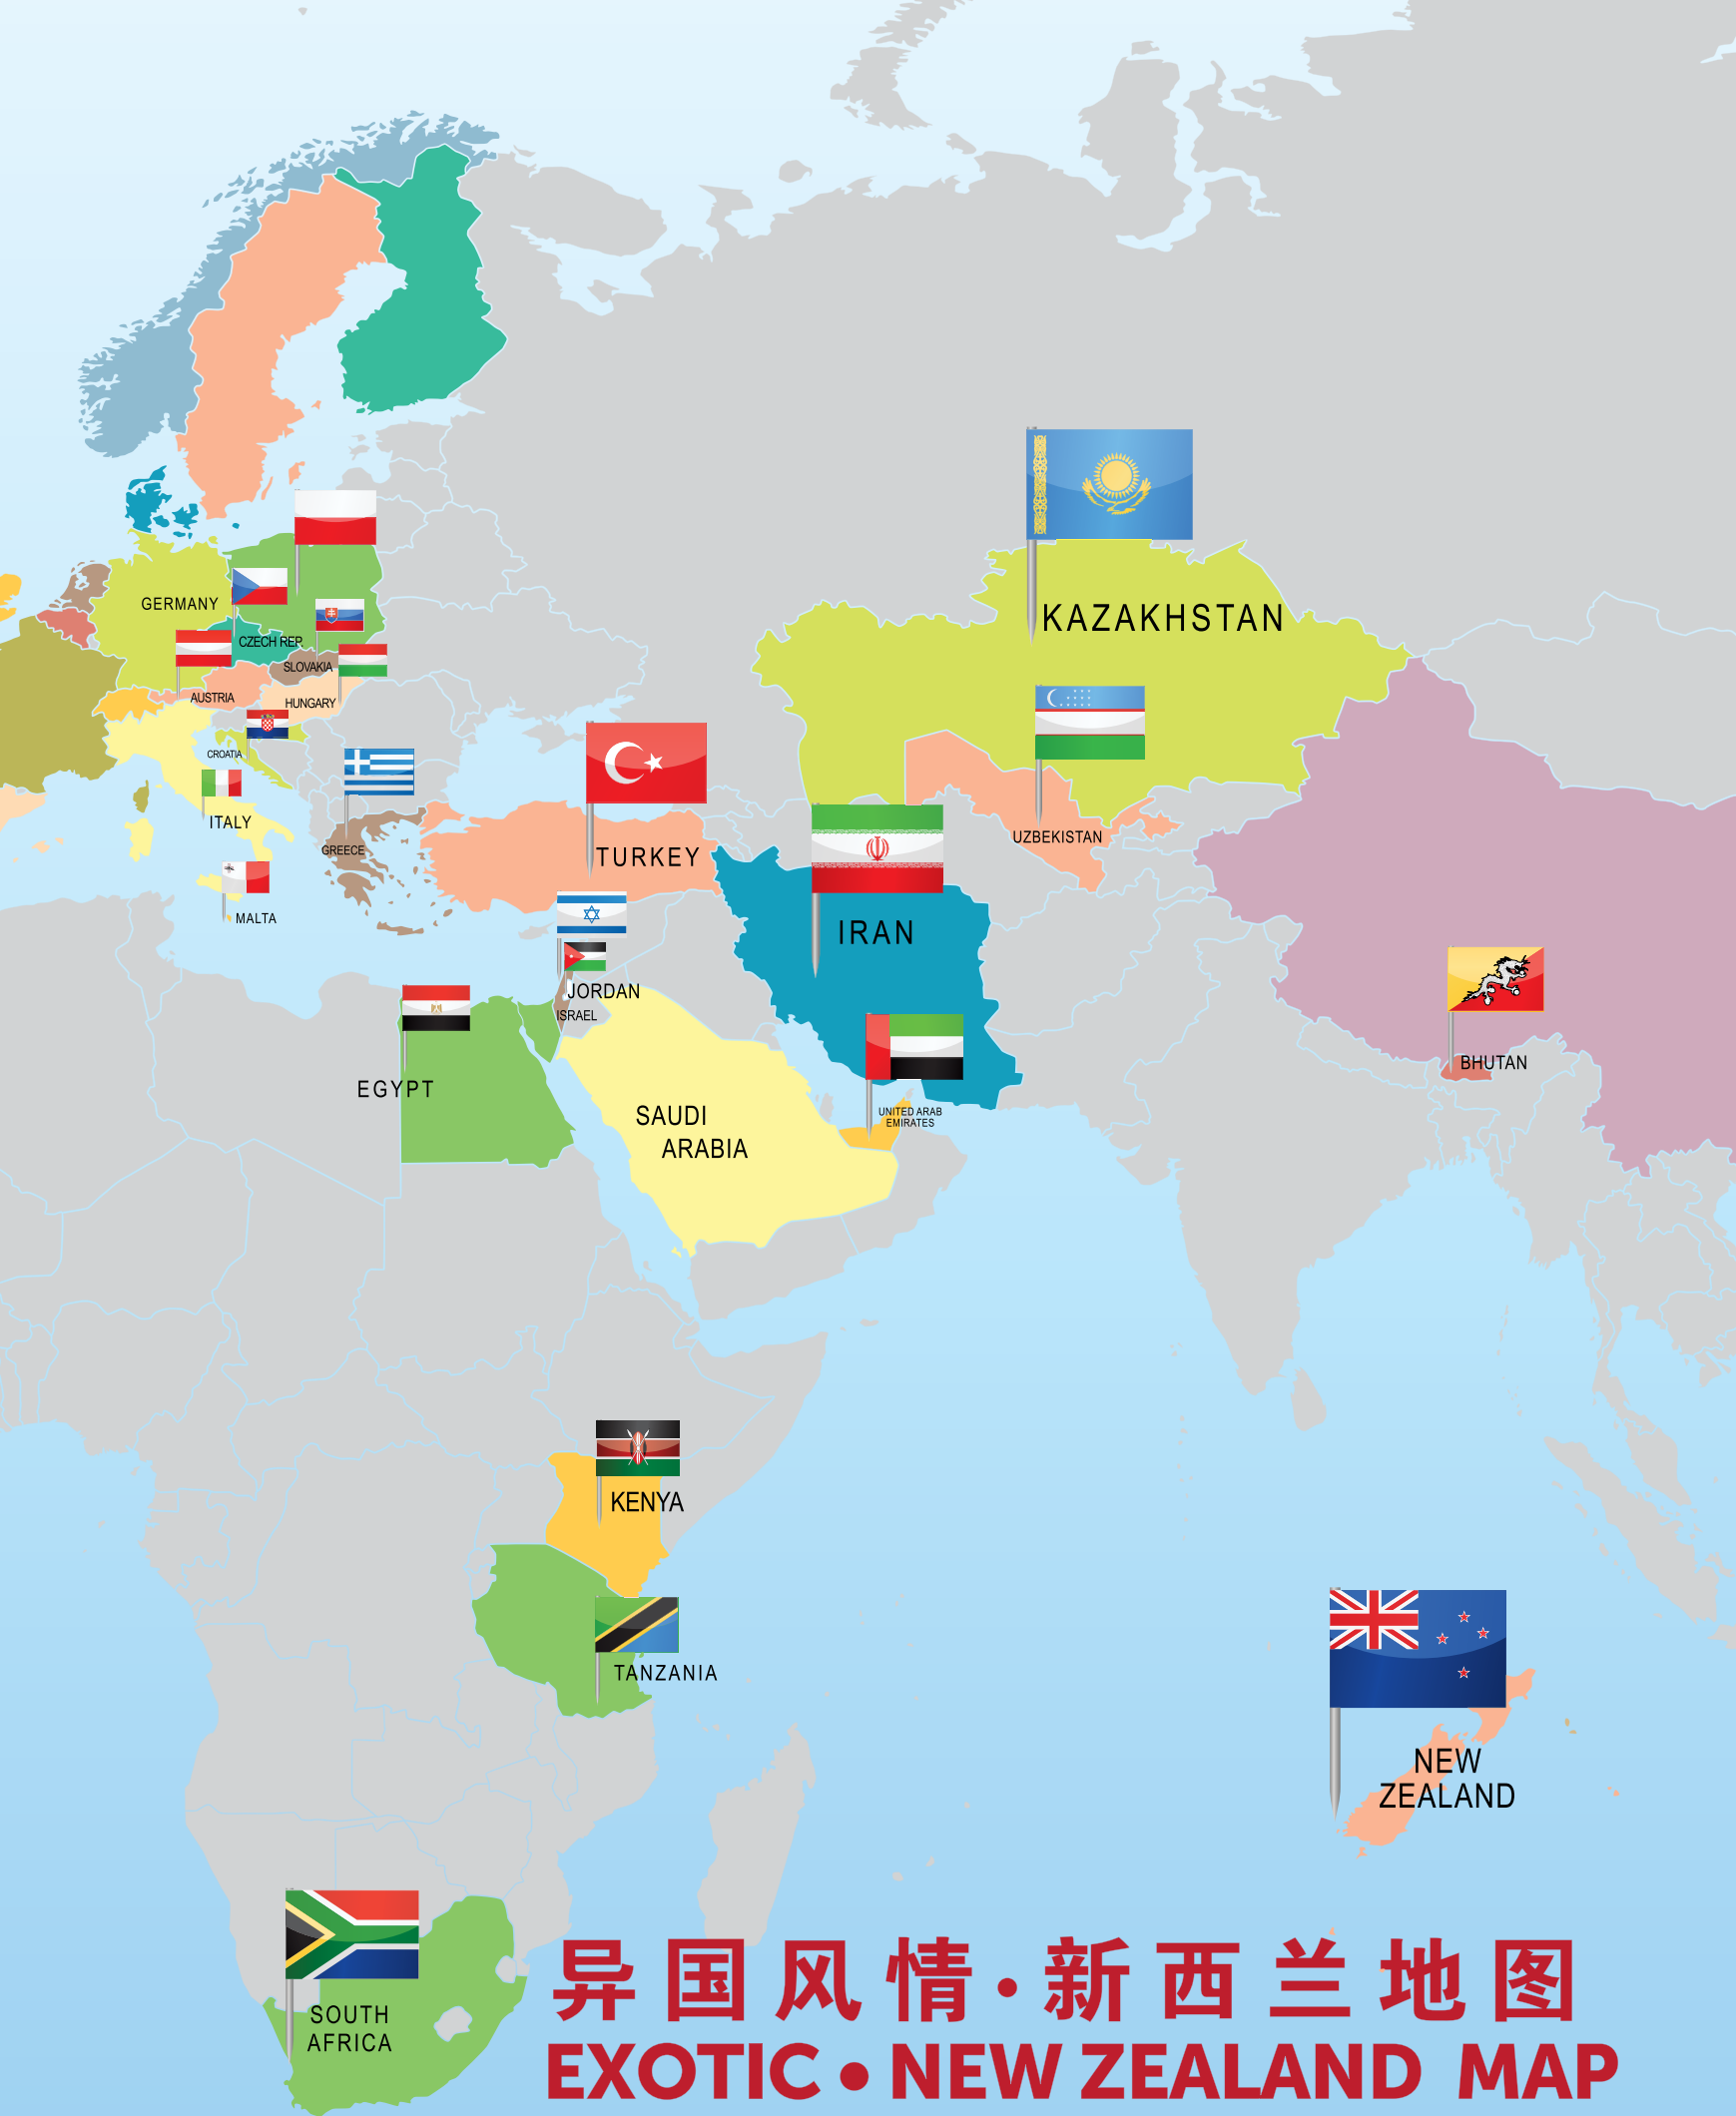 KAZAKHSTAN
GERMANY
CZECH REP.
SLOVAKIA
AUSTRIA
HUNGARY
CROATIA
ITALY
UZBEKISTAN
GREECE
TURKEY
MALTA
IRAN
JORDAN
ISRAEL
BHUTAN
EGYPT
UNITED ARAB
EMIRATES
SAUDI
ARABIA
KENYA
TANZANIA
NEW
ZEALAND
SOUTH
AFRICA
异国风情·新西兰地图
EXOTIC • NEW ZEALAND MAP